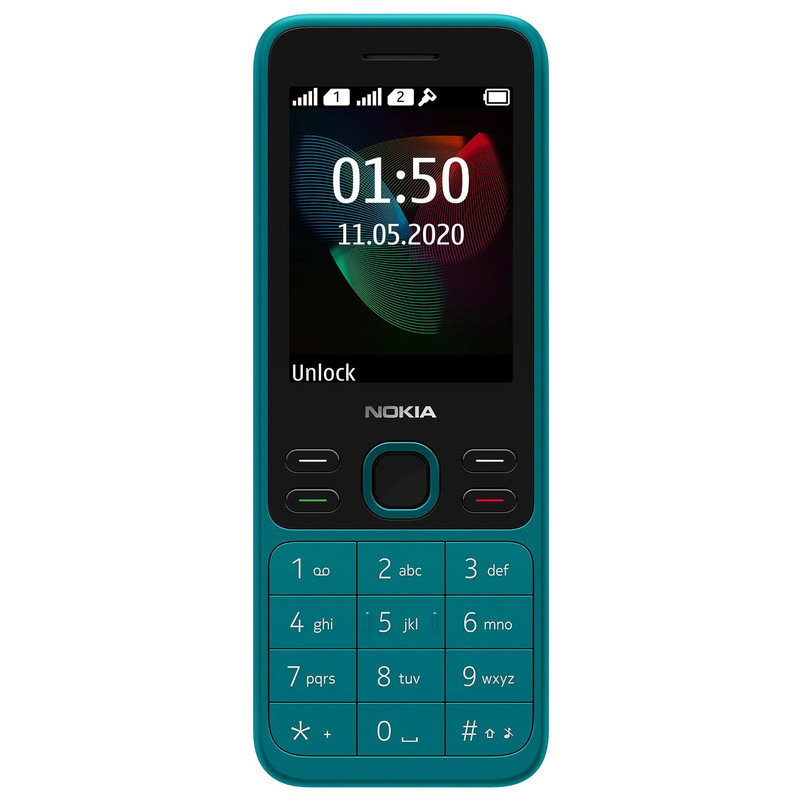 1 2
01:50
11.05.2020
Unlock
NOKIA
1 2 abc 3 def
4 ghi 5 jkl 6 mno
7 pqrs 8 tuv 9 wxyz
* + 0 #